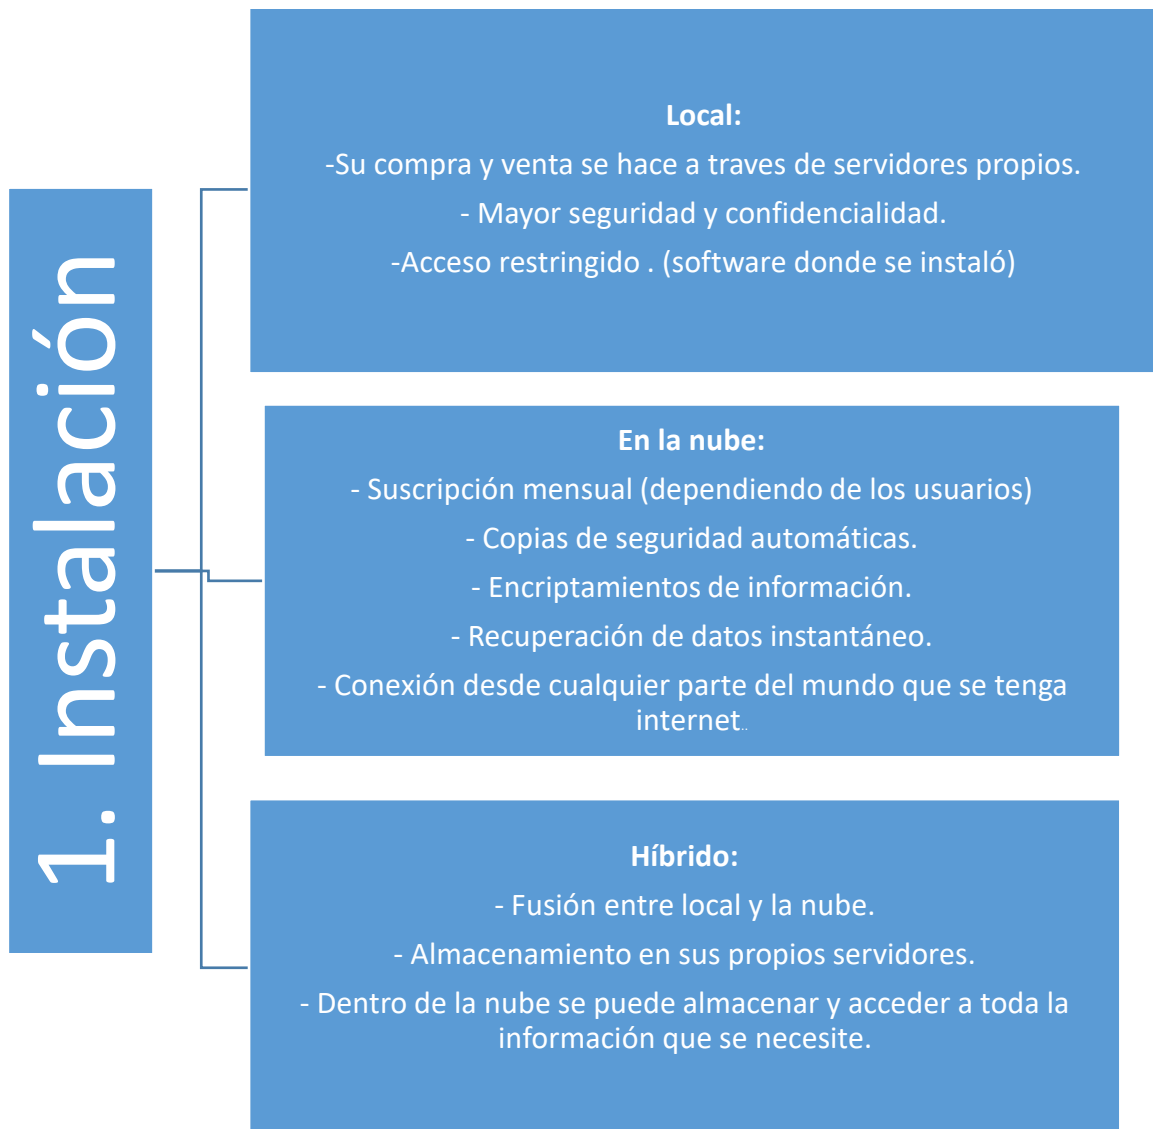 1. Instalación
Local:
-Su compra y venta se hace a traves de servidores propios.
- Mayor seguridad y confidencialidad.
-Acceso restringido . (software donde se instaló)
En la nube:
- Suscripción mensual (dependiendo de los usuarios)
- Copias de seguridad automáticas.
- Encriptamientos de información.
- Recuperación de datos instantáneo.
- Conexión desde cualquier parte del mundo que se tenga
internet..
Híbrido:
- Fusión entre local y la nube.
- Almacenamiento en sus propios servidores.
- Dentro de la nube se puede almacenar y acceder a toda la
información que se necesite.